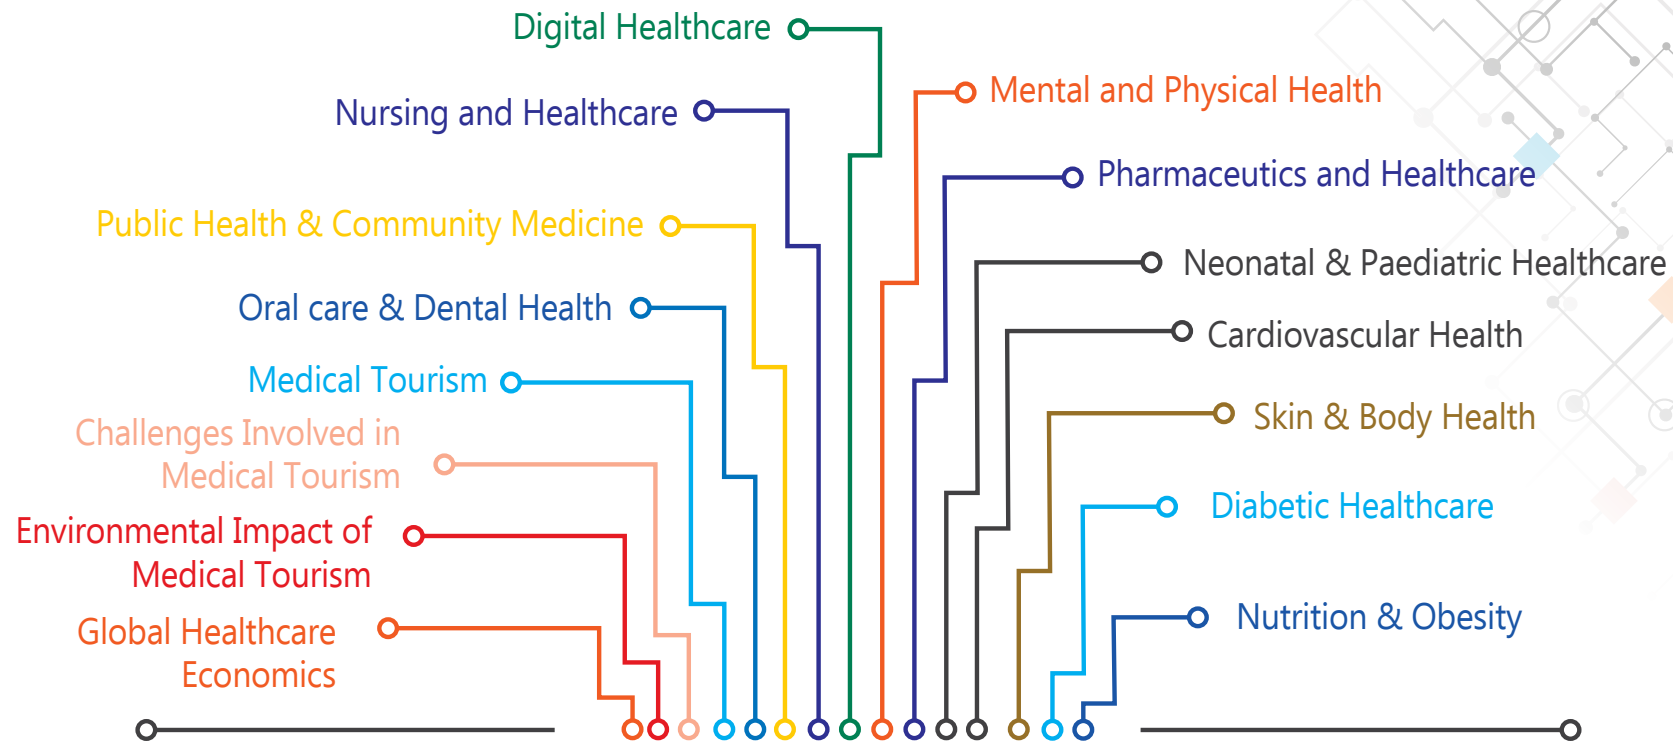 Digital Healthcare
Mental and Physical Health
Nursing and Healthcare
Pharmaceutics and Healthcare
Public Health & Community Medicine
Neonatal & Paediatric Healthcare
Oral care & Dental Health
Cardiovascular Health
Medical Tourism
Skin & Body Health
Challenges Involved in
Medical Tourism
Diabetic Healthcare
Environmental Impact of
Medical Tourism
Nutrition & Obesity
Global Healthcare
Economics